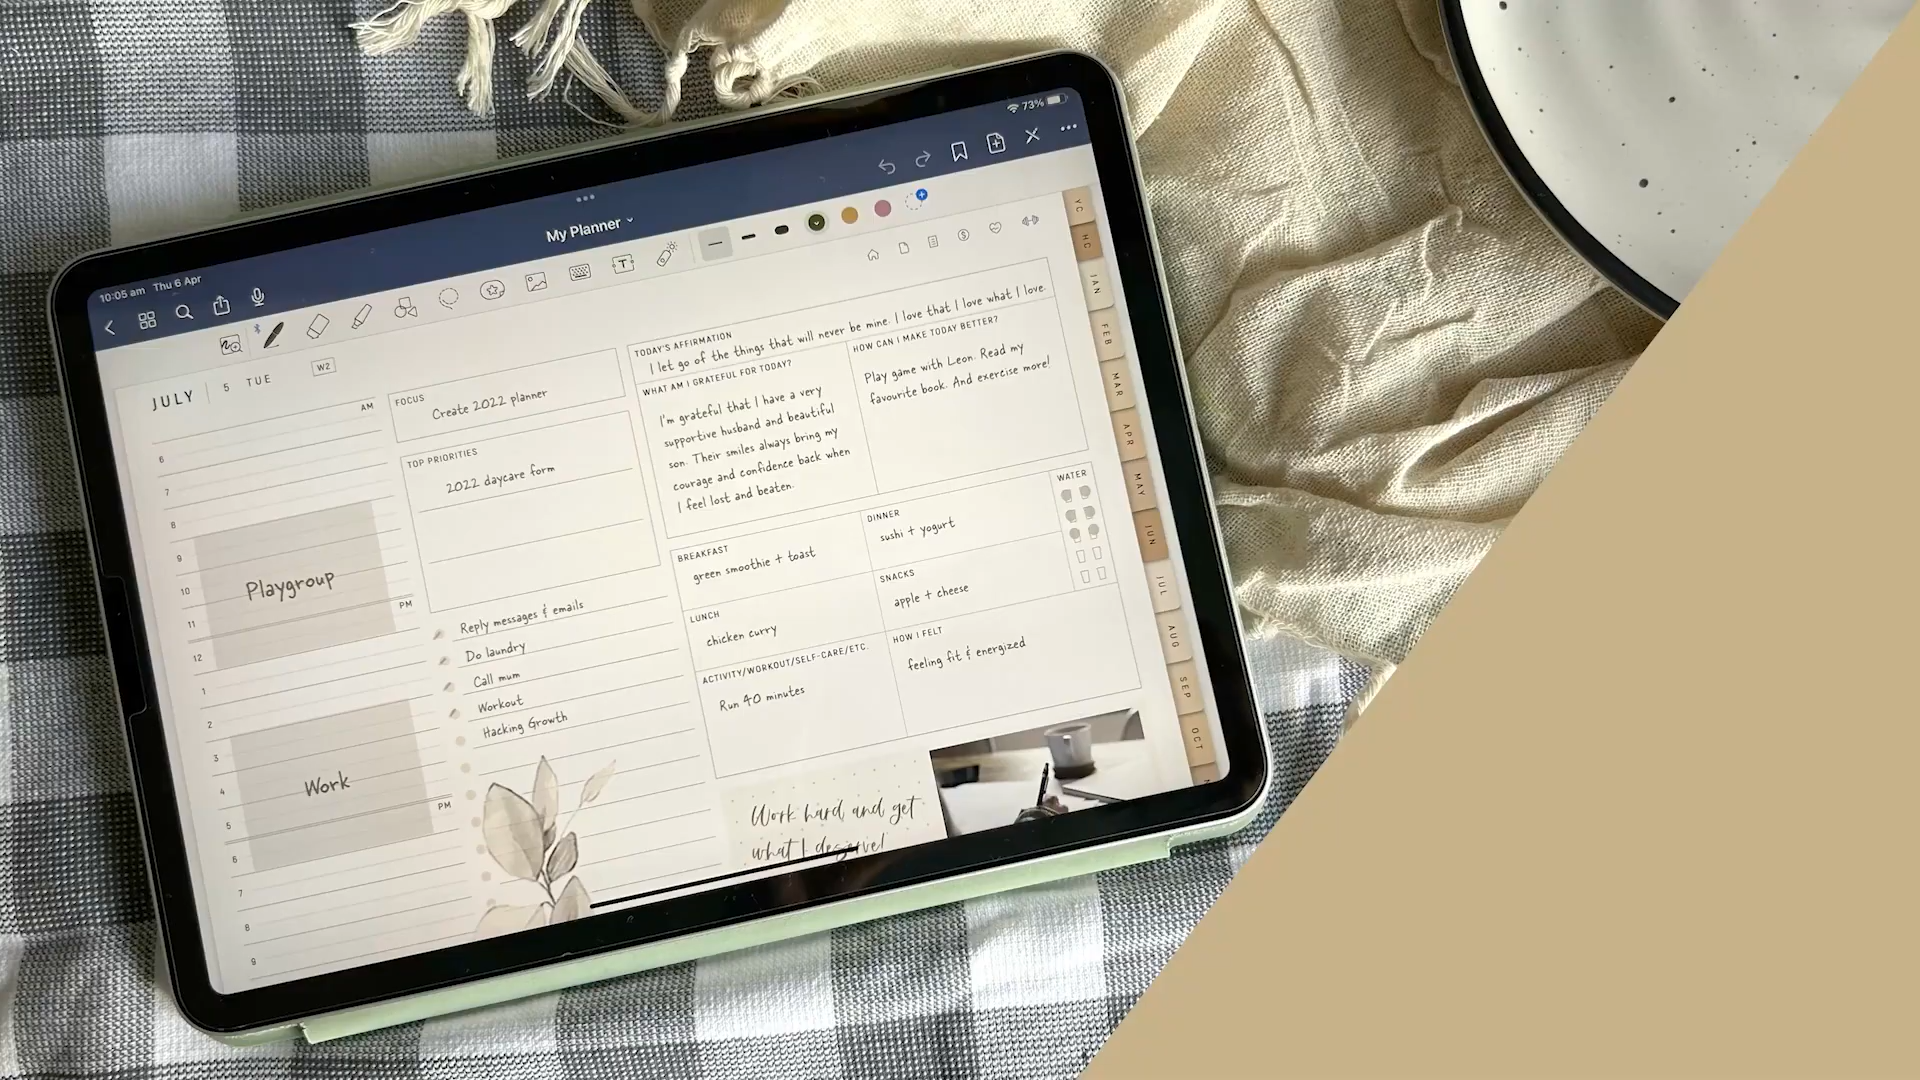 10:05 am Thu 6 Apr
73%
My Planner
JULY 5 TUE W2
AM
6
7
8
9
10
11
12
PM
1
2
3
4
5
PM
6
7
8
9
Playgroup
Work
FOCUS
Create 2022 planner
TOP PRIORITIES
2022 daycare form
Reply messages & emails
Do laundry
Call mum
Workout
Hacking Growth
TODAY'S AFFIRMATION
I let go of the things that will never be mine. I love that I love what I love.
WHAT AM I GRATEFUL FOR TODAY?
I'm grateful that I have a very
supportive husband and beautiful
son. Their smiles always bring my
courage and confidence back when
I feel lost and beaten.
HOW CAN I MAKE TODAY BETTER?
Play game with Leon. Read my
favourite book. And exercise more!
BREAKFAST
green smoothie + toast
DINNER
sushi + yogurt
WATER
LUNCH
chicken curry
SNACKS
apple + cheese
ACTIVITY/WORKOUT/SELF-CARE/ETC.
Run 40 minutes
HOW I FELT
feeling fit & energized
Work hard and get
what I deserve!
YC
HC
JAN
FEB
MAR
APR
MAY
JUN
JUL
AUG
SEP
OCT